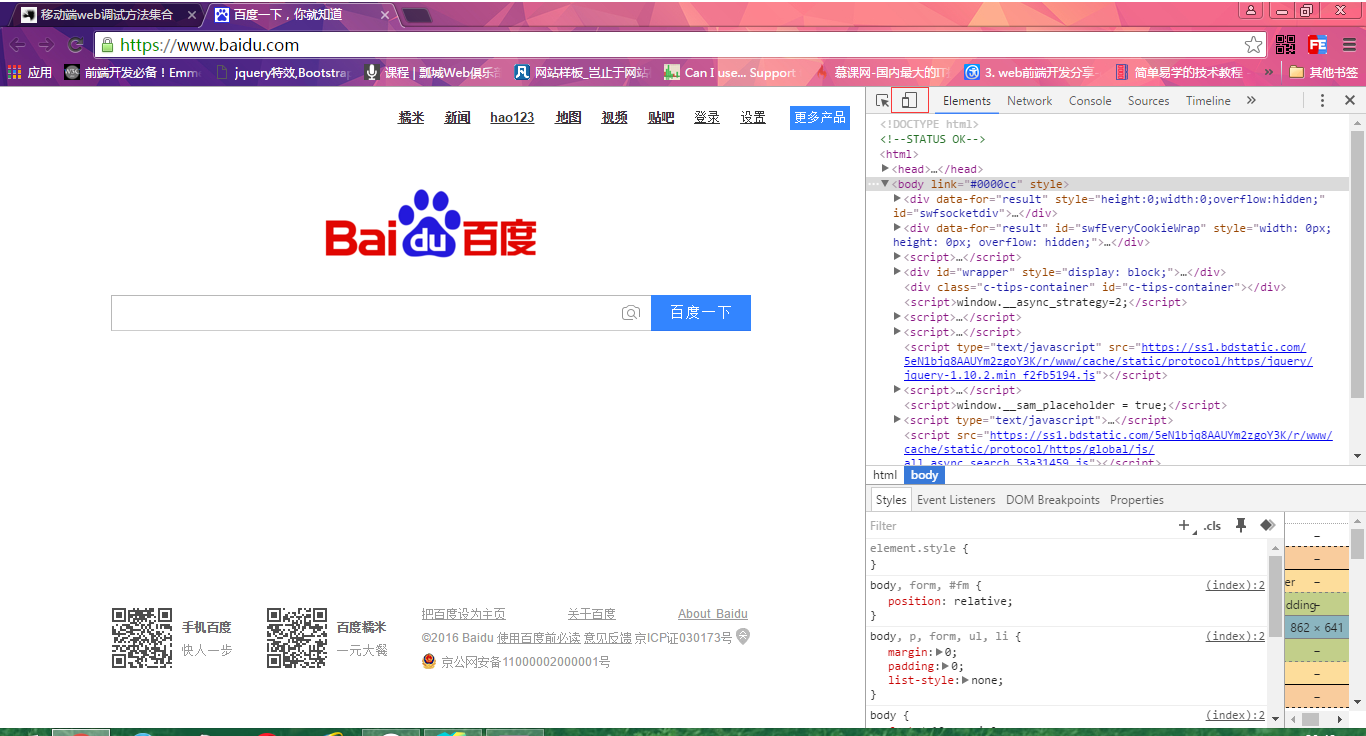 移动端web调试方法集合
百度一下，你就知道
https://www.baidu.com
应用
前端开发必备！Emme
jquery特效,Bootstrap
课程 | 瓢城Web俱乐
网站样板_岂止于网站
Can I use... Support
慕课网-国内最大的IT
3. web前端开发分享
简单易学的技术教程
»
其他书签
糯米 新闻 hao123 地图 视频 贴吧 登录 设置 更多产品
Bai du 百度
百度一下
手机百度
快人一步
百度糯米
一元大餐
把百度设为主页 关于百度 About Baidu
©2016 Baidu 使用百度前必读 意见反馈 京ICP证030173号
京公网安备11000002000001号
Elements Network Console Sources Timeline »
<!DOCTYPE html>
<!--STATUS OK-->
<html>
<head>…</head>
<body link="#0000cc" style>
<div data-for="result" style="height:0;width:0;overflow:hidden;"
id="swfsocketdiv">…</div>
<div data-for="result" id="swfEveryCookieWrap" style="width: 0px;
height: 0px; overflow: hidden;">…</div>
<script>…</script>
<div id="wrapper" style="display: block;">…</div>
<div class="c-tips-container" id="c-tips-container"></div>
<script>window.__async_strategy=2;</script>
<script>…</script>
<script>…</script>
<script type="text/javascript" src="https://ss1.bdstatic.com/
5eN1bjq8AAUYm2zgoY3K/r/www/cache/static/protocol/https/jquery/
jquery-1.10.2.min_f2fb5194.js"></script>
<script>…</script>
<script>window.__sam_placeholder = true;</script>
<script type="text/javascript">…</script>
<script src="https://ss1.bdstatic.com/5eN1bjq8AAUYm2zgoY3K/r/www/
cache/static/protocol/https/global/js/
all_async_search_53a31459.js"></script>
html body
Styles Event Listeners DOM Breakpoints Properties
Filter
+ .cls
element.style {
}
body, form, #fm { (index):2
position: relative;
}
body, p, form, ul, li { (index):2
margin: 0;
padding: 0;
list-style: none;
}
body { (index):2
–
–
er –
dding –
862 × 641
–
–
–